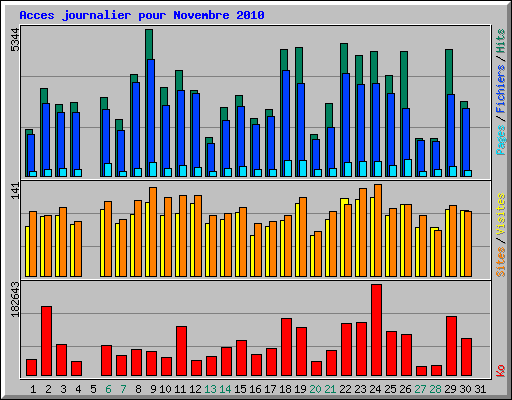 Acces journalier pour Novembre 2010
5344
Pages / Fichiers / Hits
141
Sites / Visites
182643
Ko
1 2 3 4 5 6 7 8 9 10 11 12 13 14 15 16 17 18 19 20 21 22 23 24 25 26 27 28 29 30 31